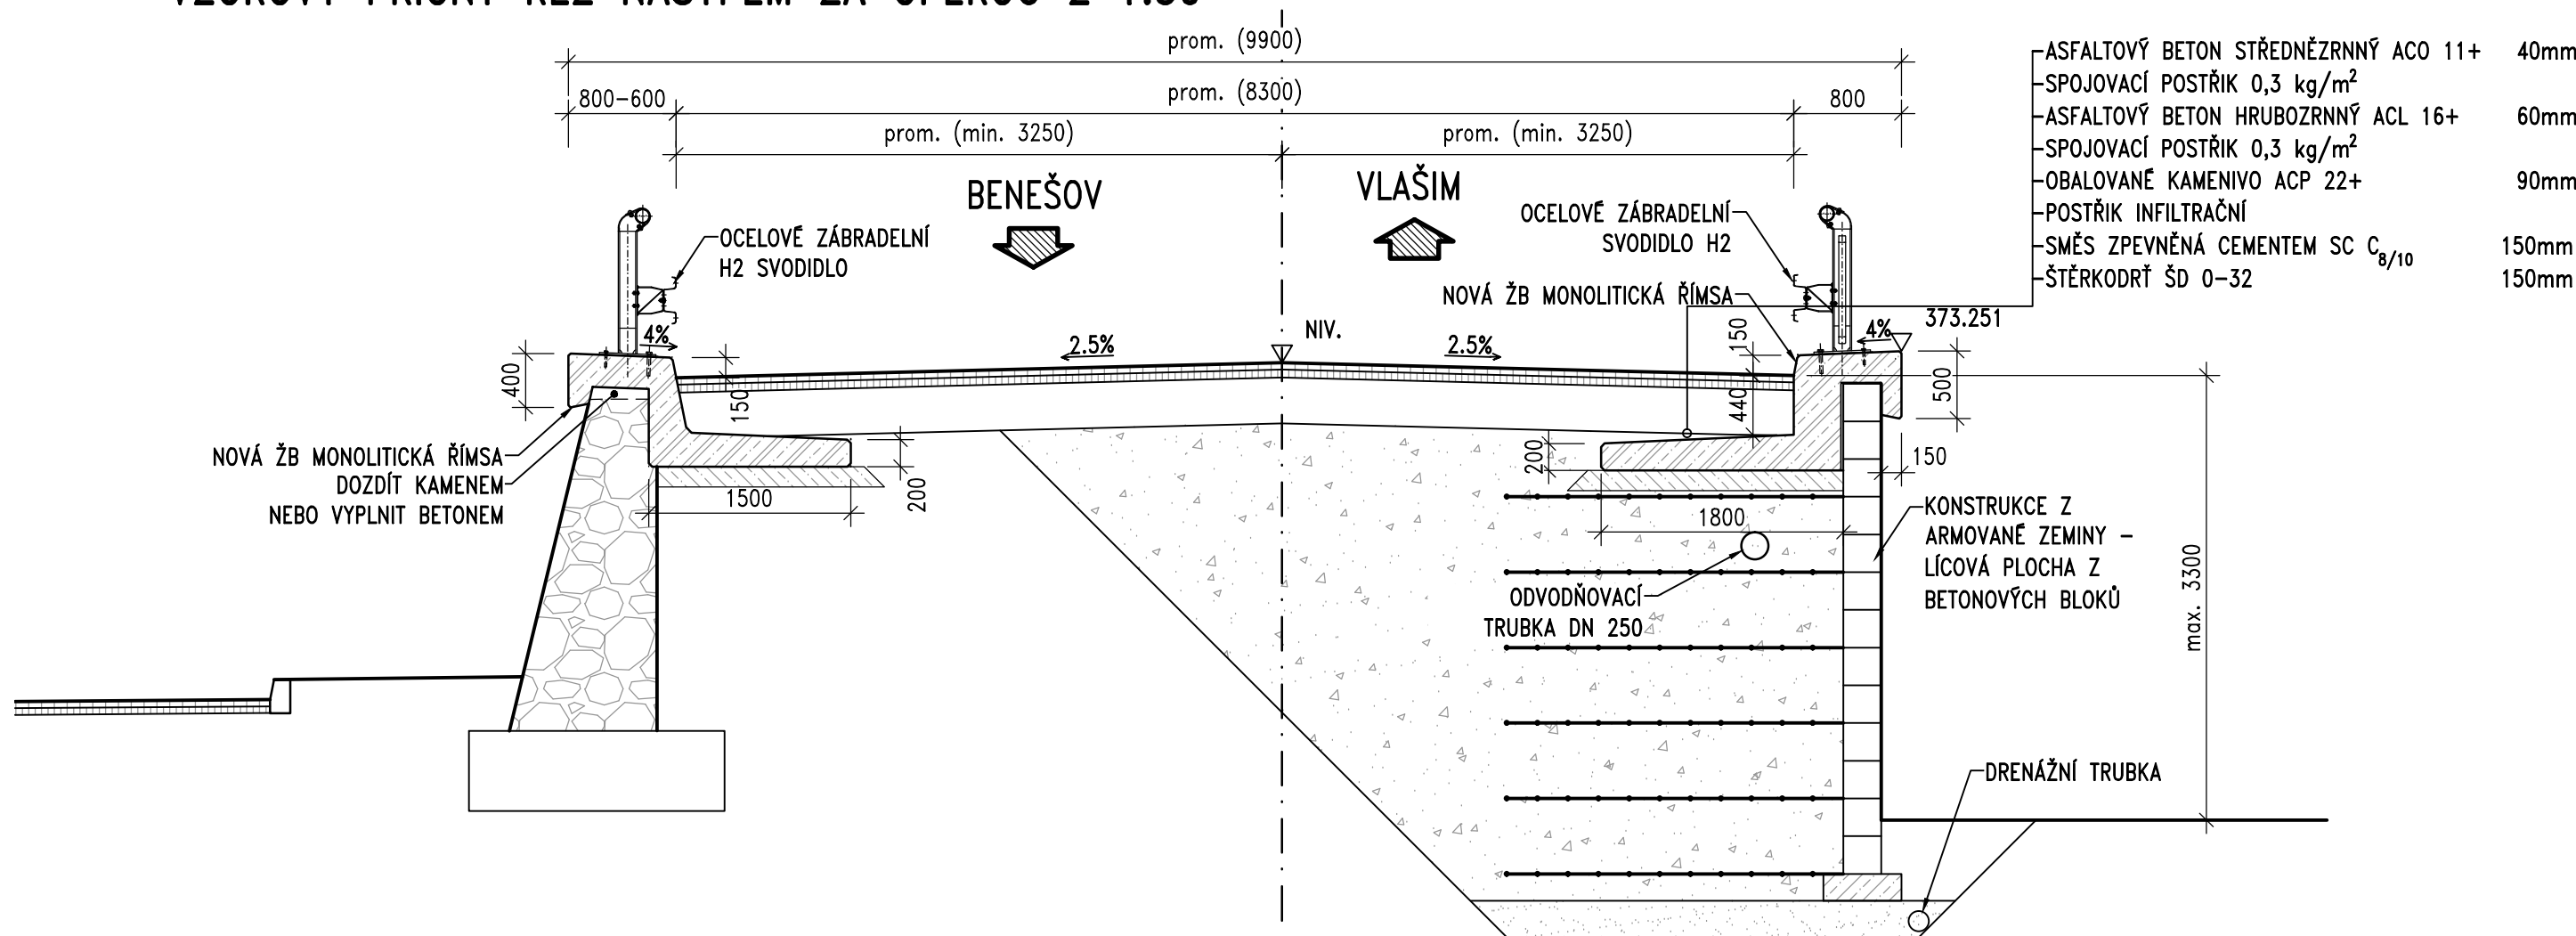 prom. (9900)
800-600
prom. (8300)
800
prom. (min. 3250)
prom. (min. 3250)
ASFALTOVÝ BETON STŘEDNĚZRNNÝ ACO 11+ 40mm
SPOJOVACÍ POSTŘIK 0,3 kg/m²
ASFALTOVÝ BETON HRUBOZRNNÝ ACL 16+ 60mm
SPOJOVACÍ POSTŘIK 0,3 kg/m²
OBALOVANÉ KAMENIVO ACP 22+ 90mm
POSTŘIK INFILTRAČNÍ
SMĚS ZPEVNĚNÁ CEMENTEM SC C8/10 150mm
ŠTĚRKODRŤ ŠD 0-32 150mm
BENEŠOV
VLAŠIM
OCELOVÉ ZÁBRADELNÍ
H2 SVODIDLO
OCELOVÉ ZÁBRADELNÍ
SVODIDLO H2
NOVÁ ŽB MONOLITICKÁ ŘÍMSA
4%
2.5%
NIV.
2.5%
150
4%
373.251
400
150
440
500
NOVÁ ŽB MONOLITICKÁ ŘÍMSA
DOZDÍT KAMENEM
NEBO VYPLNIT BETONEM
1500
200
200
150
1800
KONSTRUKCE Z
ARMOVANÉ ZEMINY -
LÍCOVÁ PLOCHA Z
BETONOVÝCH BLOKŮ
ODVODŇOVACÍ
TRUBKA DN 250
max. 3300
DRENÁŽNÍ TRUBKA